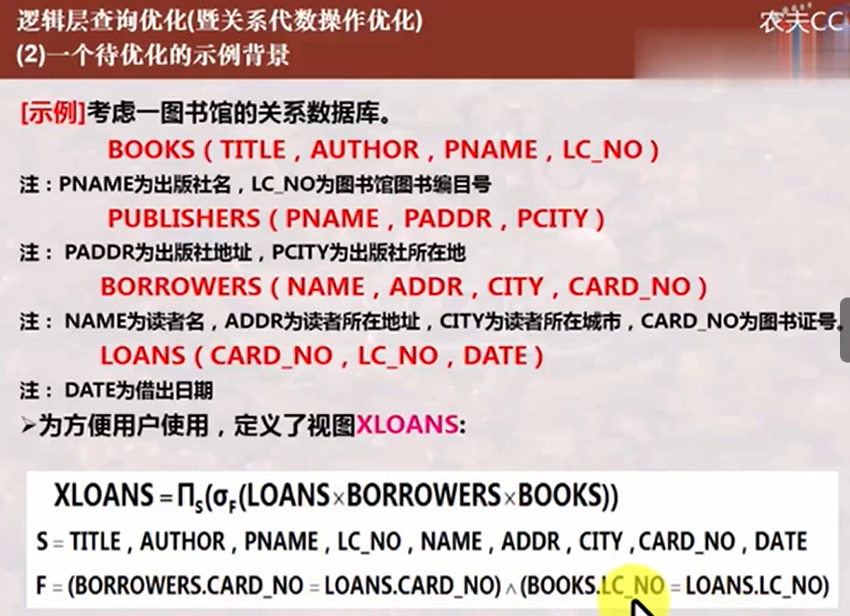 逻辑层查询优化(暨关系代数操作优化)
(2)一个待优化的示例背景
农夫CC
[示例]考虑一图书馆的关系数据库。
BOOKS（TITLE，AUTHOR，PNAME，LC_NO）
注：PNAME为出版社名，LC_NO为图书馆图书编目号
PUBLISHERS（PNAME，PADDR，PCITY）
注： PADDR为出版社地址，PCITY为出版社所在地
BORROWERS（NAME，ADDR，CITY，CARD_NO）
注： NAME为读者名，ADDR为读者所在地址，CITY为读者所在城市，CARD_NO为图书证号。
LOANS（CARD_NO，LC_NO，DATE）
注： DATE为借出日期
➢为方便用户使用，定义了视图XLOANS:
XLOANS = Π_S(σ_F(LOANS×BORROWERS×BOOKS))
S = TITLE , AUTHOR , PNAME , LC_NO , NAME , ADDR , CITY , CARD_NO , DATE
F = (BORROWERS.CARD_NO = LOANS.CARD_NO) ∧ (BOOKS.LC_NO = LOANS.LC_NO)